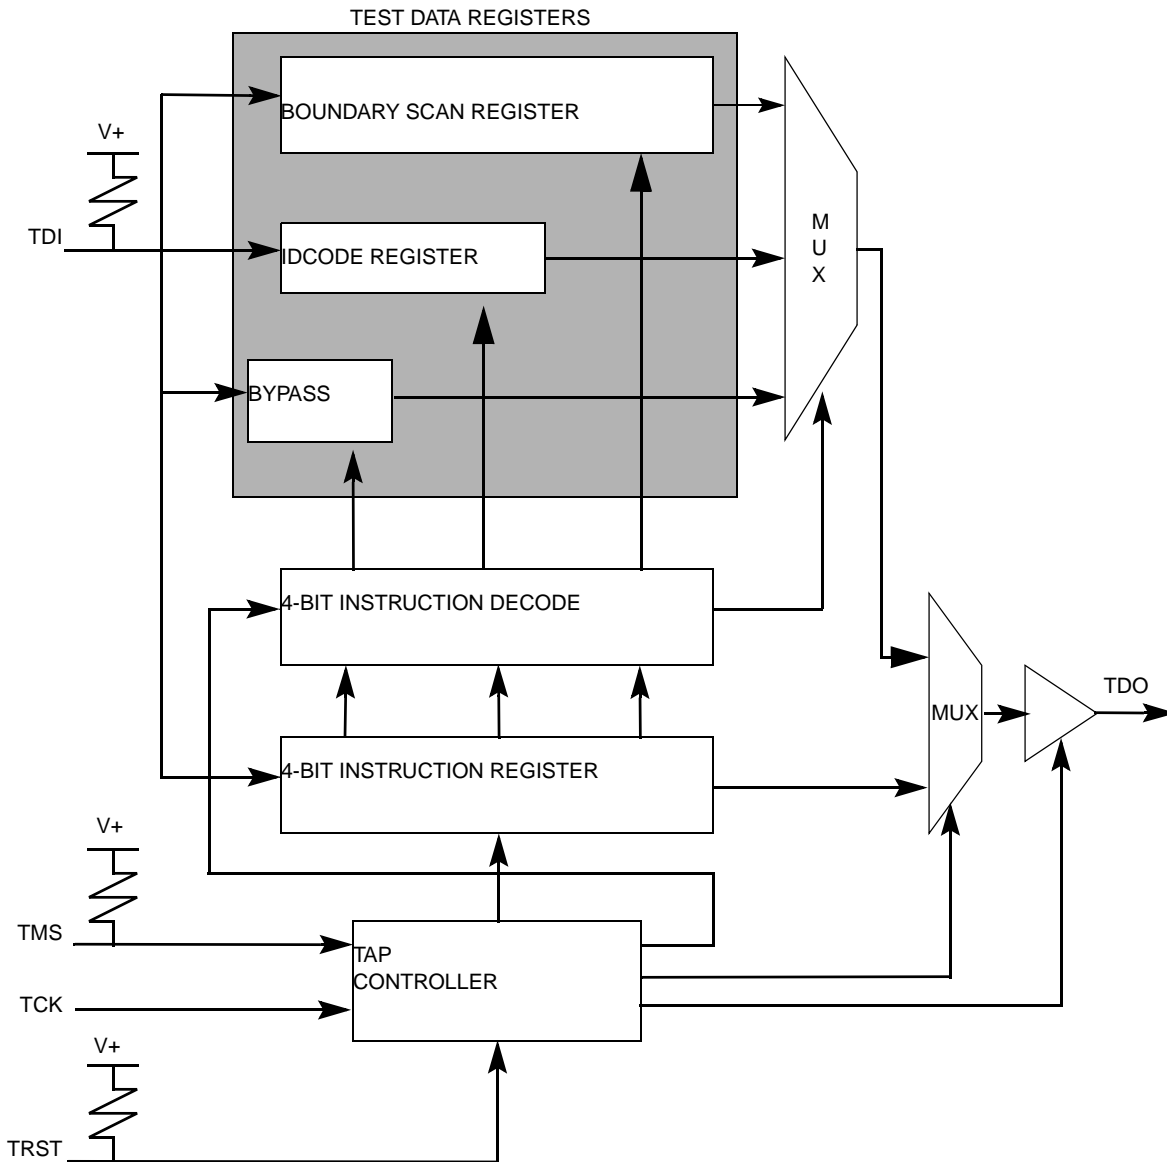 TEST DATA REGISTERS
BOUNDARY SCAN REGISTER
V+
M
U
X
TDI
IDCODE REGISTER
BYPASS
4-BIT INSTRUCTION DECODE
TDO
MUX
4-BIT INSTRUCTION REGISTER
V+
TMS
TAP
CONTROLLER
TCK
V+
TRST